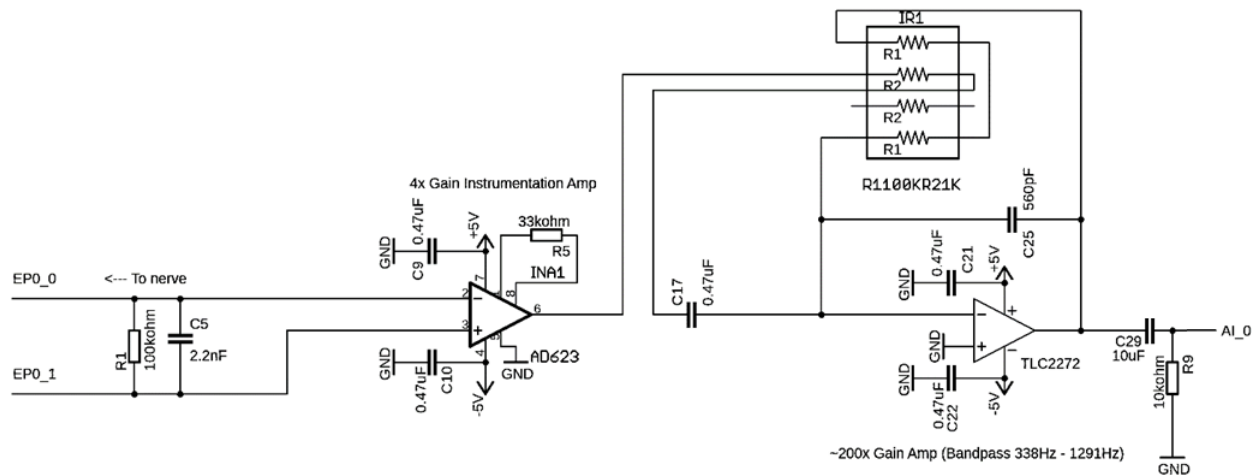 IR1
R1
R2
R2
R1
R1100KR21K
560pF
C25
4x Gain Instrumentation Amp
0.47uF
+5V
33kohm
R5
GND
C9
INA1
7
8
EP0_0
<--- To nerve
2
6
3
R1
100kohm
C5
2.2nF
5
4
AD623
GND
EP0_1
GND
0.47uF
C10
-5V
C17
0.47uF
GND
0.47uF
C21
+5V
GND
TLC2272
GND
0.47uF
C22
-5V
C29
10uF
AI_0
10kohm
R9
GND
~200x Gain Amp (Bandpass 338Hz - 1291Hz)